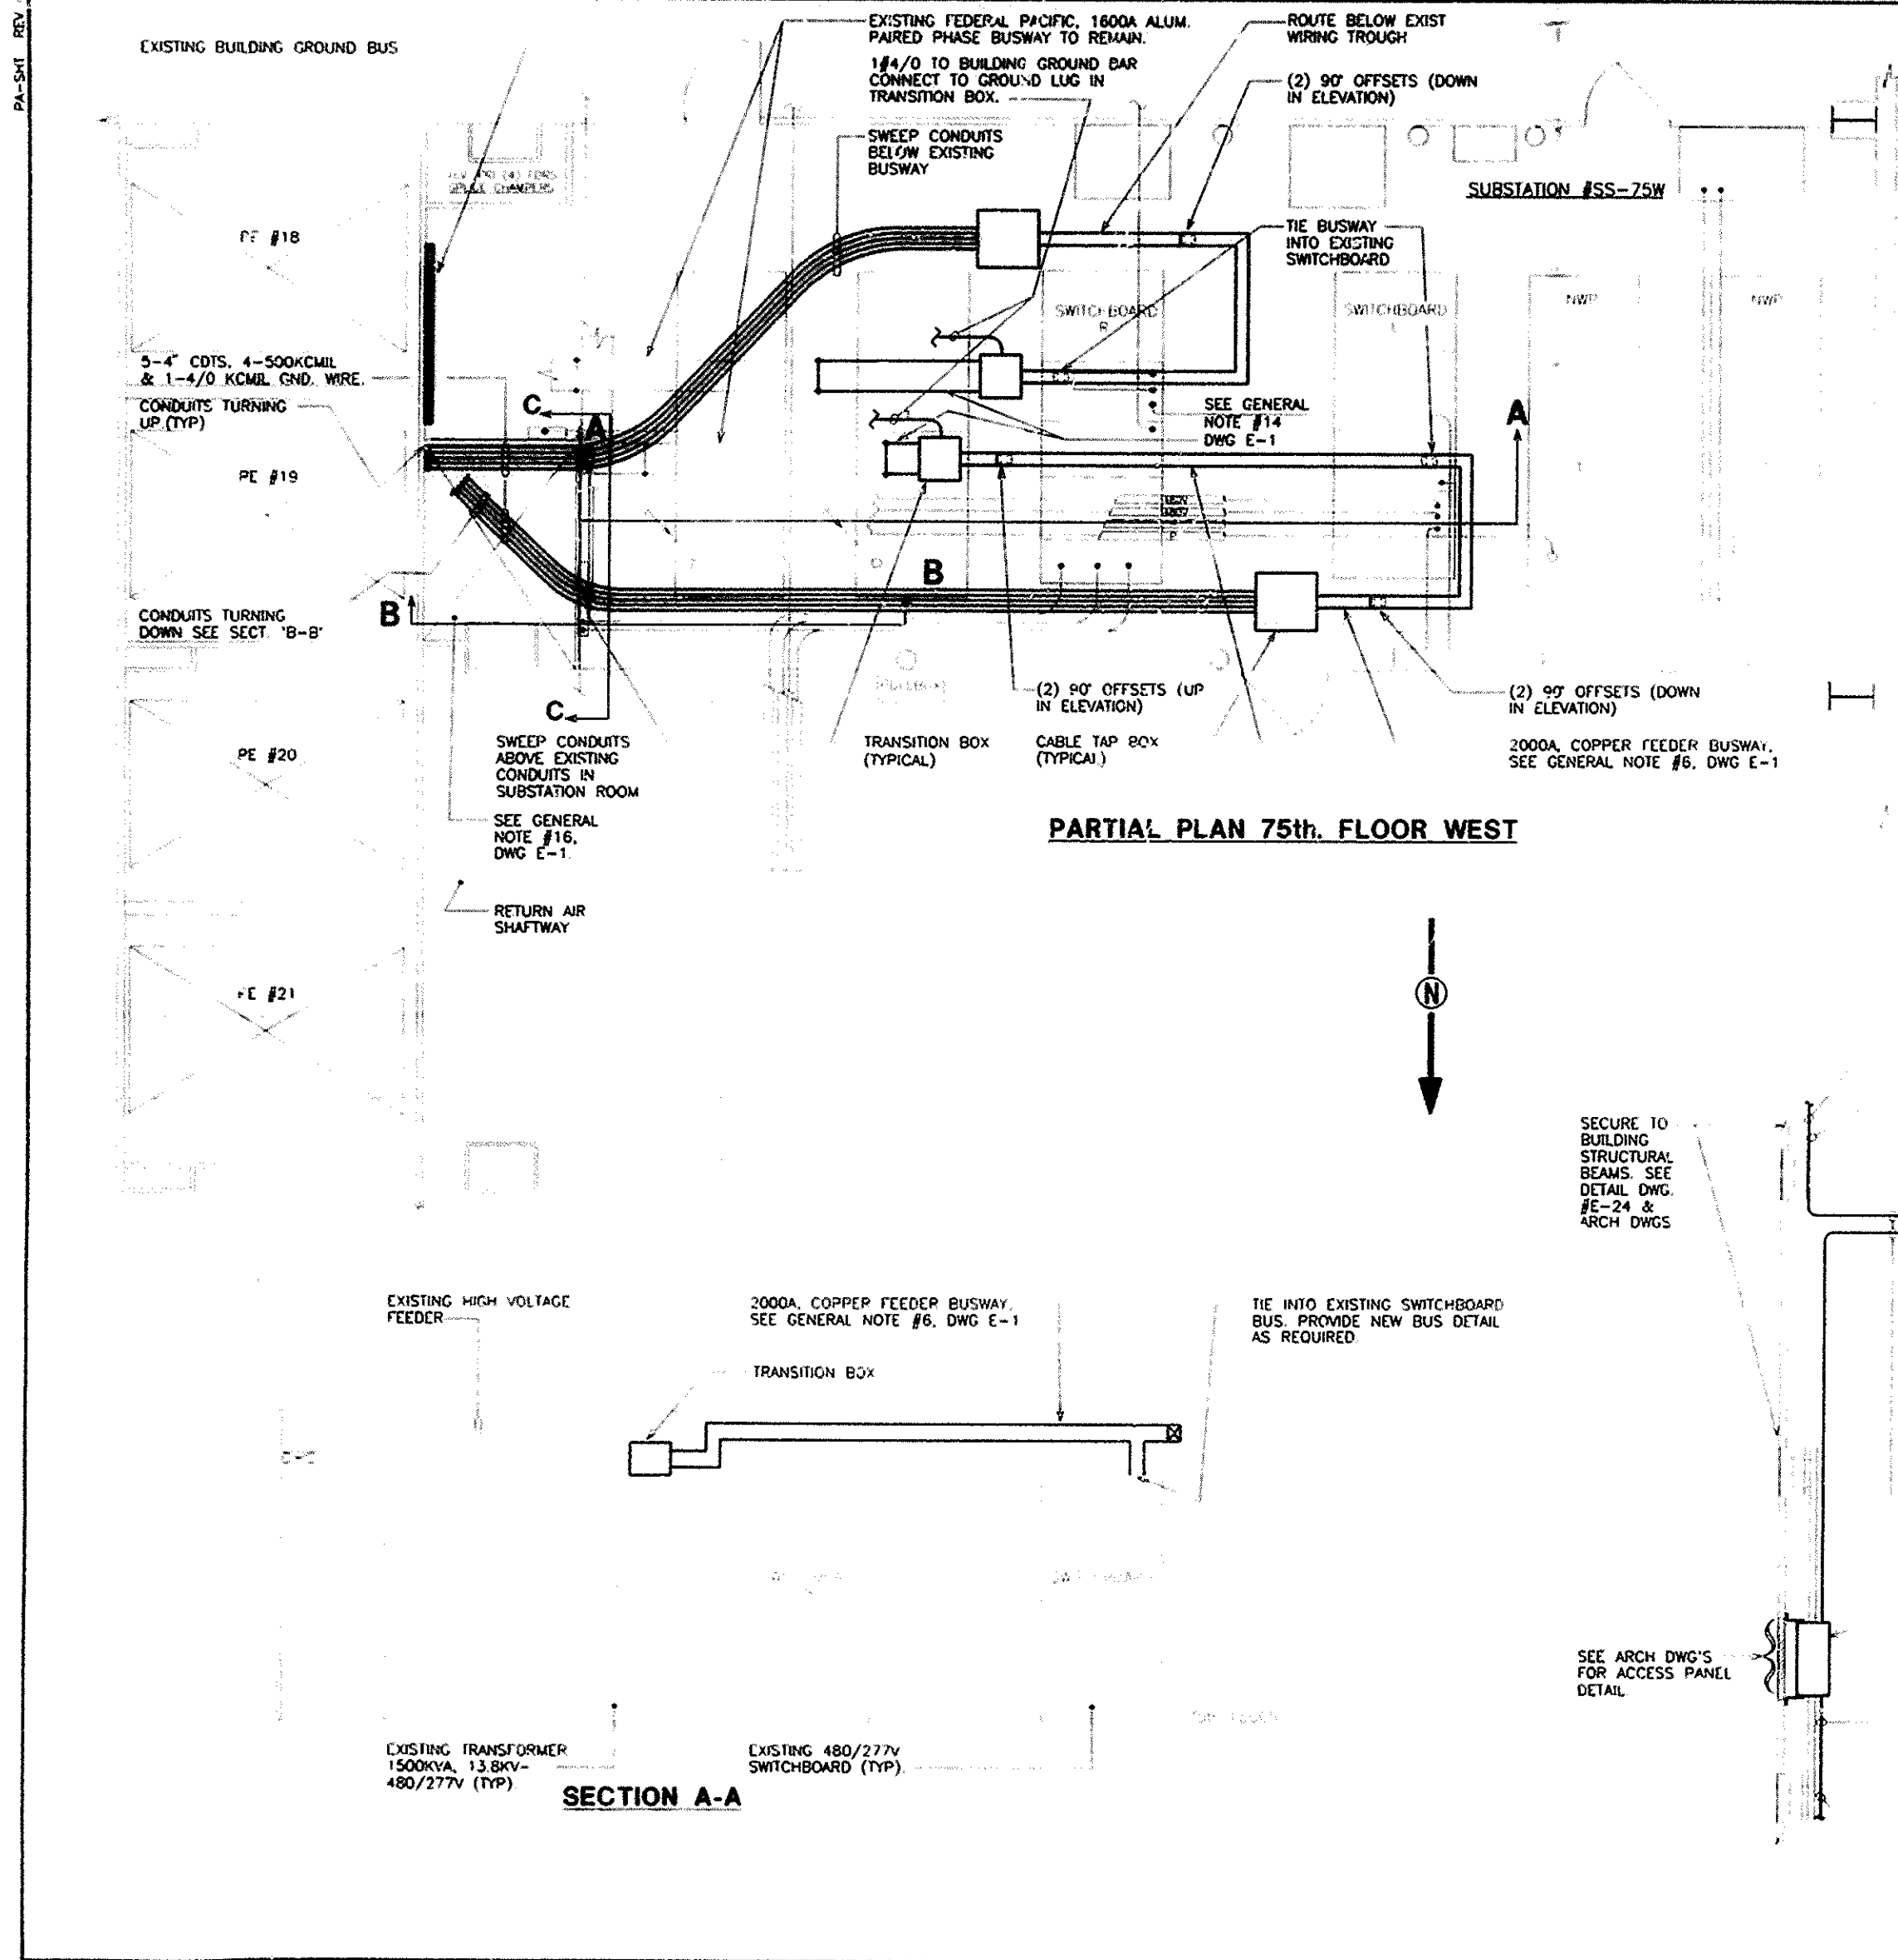 PA-SHT REV
EXISTING BUILDING GROUND BUS
EXISTING FEDERAL PACIFIC, 1600A ALUM.
PAIRED PHASE BUSWAY TO REMAIN.
1#4/0 TO BUILDING GROUND BAR
CONNECT TO GROUND LUG IN
TRANSITION BOX.
ROUTE BELOW EXIST
WIRING TROUGH
(2) 90° OFFSETS (DOWN
IN ELEVATION)
SWEEP CONDUITS
BELOW EXISTING
BUSWAY
SPLICE CHAMBERS
SUBSTATION #SS-75W
PE #18
TIE BUSWAY
INTO EXISTING
SWITCHBOARD
SWITCHBOARD
R
SWITCHBOARD
NWP
NWP
5-4" CDTS. 4-500KCMIL
& 1-4/0 KCMIL GND. WIRE.
CONDUITS TURNING
UP (TYP)
C
A
SEE GENERAL
NOTE #14
DWG E-1
A
PE #19
B
B
CONDUITS TURNING
DOWN SEE SECT. 'B-B'
C
(2) 90° OFFSETS (UP
IN ELEVATION)
(2) 90° OFFSETS (DOWN
IN ELEVATION)
PE #20
SWEEP CONDUITS
ABOVE EXISTING
CONDUITS IN
SUBSTATION ROOM
TRANSITION BOX
(TYPICAL)
CABLE TAP BOX
(TYPICAL)
2000A, COPPER FEEDER BUSWAY,
SEE GENERAL NOTE #6, DWG E-1
SEE GENERAL
NOTE #16,
DWG E-1.
PARTIAL PLAN 75th. FLOOR WEST
RETURN AIR
SHAFTWAY
PE #21
N
SECURE TO
BUILDING
STRUCTURAL
BEAMS. SEE
DETAIL DWG.
#E-24 &
ARCH DWGS
EXISTING HIGH VOLTAGE
FEEDER
2000A, COPPER FEEDER BUSWAY,
SEE GENERAL NOTE #6, DWG E-1
TIE INTO EXISTING SWITCHBOARD
BUS. PROVIDE NEW BUS DETAIL
AS REQUIRED.
TRANSITION BOX
SEE ARCH DWG'S
FOR ACCESS PANEL
DETAIL
EXISTING TRANSFORMER
1500KVA, 13.8KV-
480/277V (TYP)
EXISTING 480/277V
SWITCHBOARD (TYP).
SECTION A-A